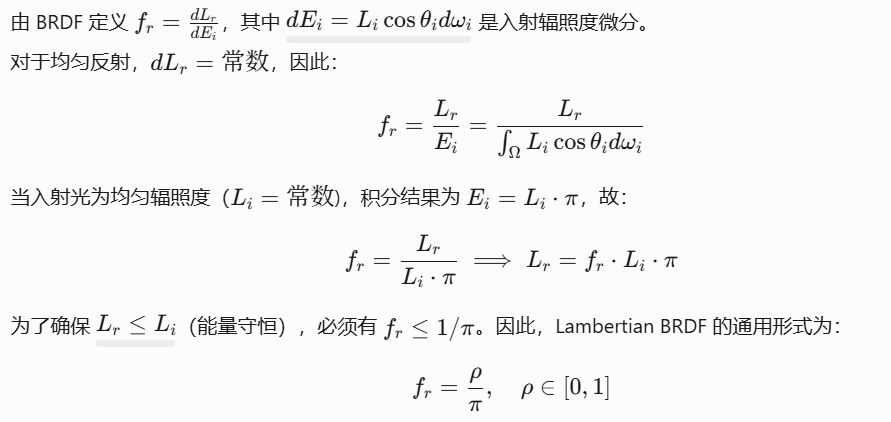 由 BRDF 定义 $f_r = \frac{dL_r}{dE_i}$，其中 $dE_i = L_i \cos\theta_i d\omega_i$ 是入射辐照度微分。
对于均匀反射，$dL_r = 常数$，因此：
$f_r = \frac{L_r}{E_i} = \frac{L_r}{\int_\Omega L_i \cos\theta_i d\omega_i}$
当入射光为均匀辐照度（$L_i = 常数$），积分结果为 $E_i = L_i \cdot \pi$，故：
$f_r = \frac{L_r}{L_i \cdot \pi} \implies L_r = f_r \cdot L_i \cdot \pi$
为了确保 $L_r \leq L_i$（能量守恒），必须有 $f_r \leq 1/\pi$。因此，Lambertian BRDF 的通用形式为：
$f_r = \frac{\rho}{\pi}, \quad \rho \in [0, 1]$